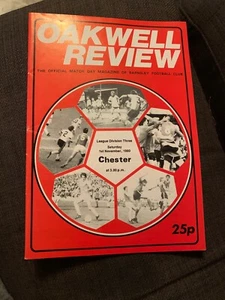 OAKWELL
REVIEW
THE OFFICIAL MATCH DAY MAGAZINE OF BARNSLEY FOOTBALL CLUB
League Division Three
Saturday
1st November, 1980
Chester
at 3.00 p.m.
25p